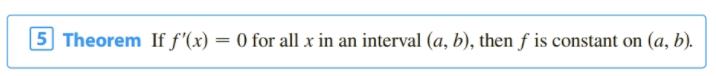 5 Theorem If f′(x) = 0 for all x in an interval (a, b), then f is constant on (a, b).